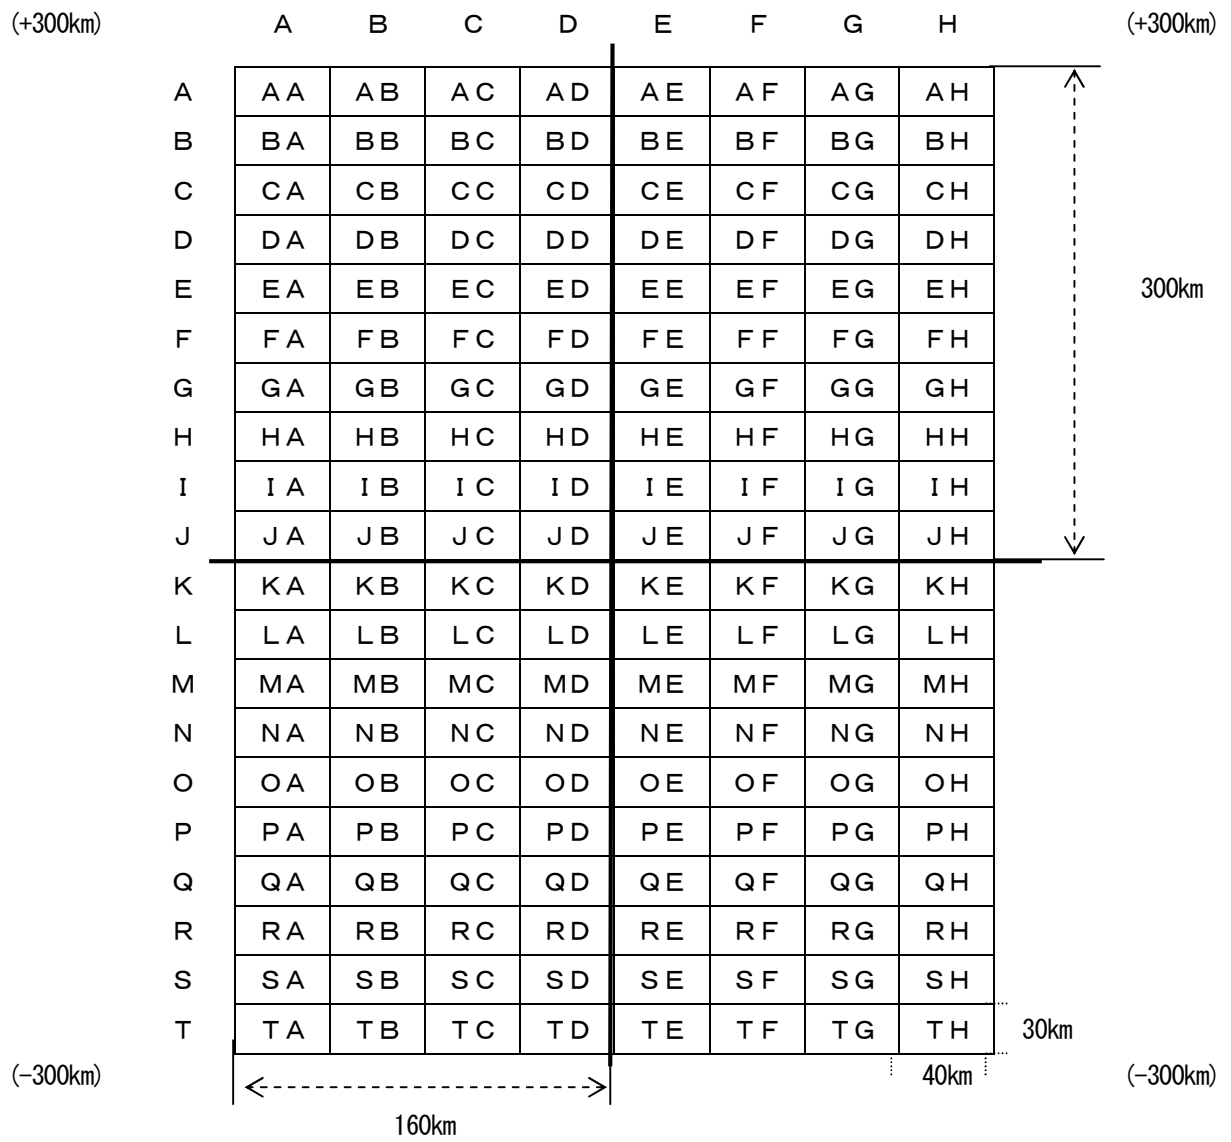 (+300km) A B C D E F G H (+300km)
A AA AB AC AD AE AF AG AH
B BA BB BC BD BE BF BG BH
C CA CB CC CD CE CF CG CH
D DA DB DC DD DE DF DG DH
E EA EB EC ED EE EF EG EH 300km
F FA FB FC FD FE FF FG FH
G GA GB GC GD GE GF GG GH
H HA HB HC HD HE HF HG HH
I IA IB IC ID IE IF IG IH
J JA JB JC JD JE JF JG JH
K KA KB KC KD KE KF KG KH
L LA LB LC LD LE LF LG LH
M MA MB MC MD ME MF MG MH
N NA NB NC ND NE NF NG NH
O OA OB OC OD OE OF OG OH
P PA PB PC PD PE PF PG PH
Q QA QB QC QD QE QF QG QH
R RA RB RC RD RE RF RG RH
S SA SB SC SD SE SF SG SH
T TA TB TC TD TE TF TG TH 30km
(-300km) 40km (-300km)
160km